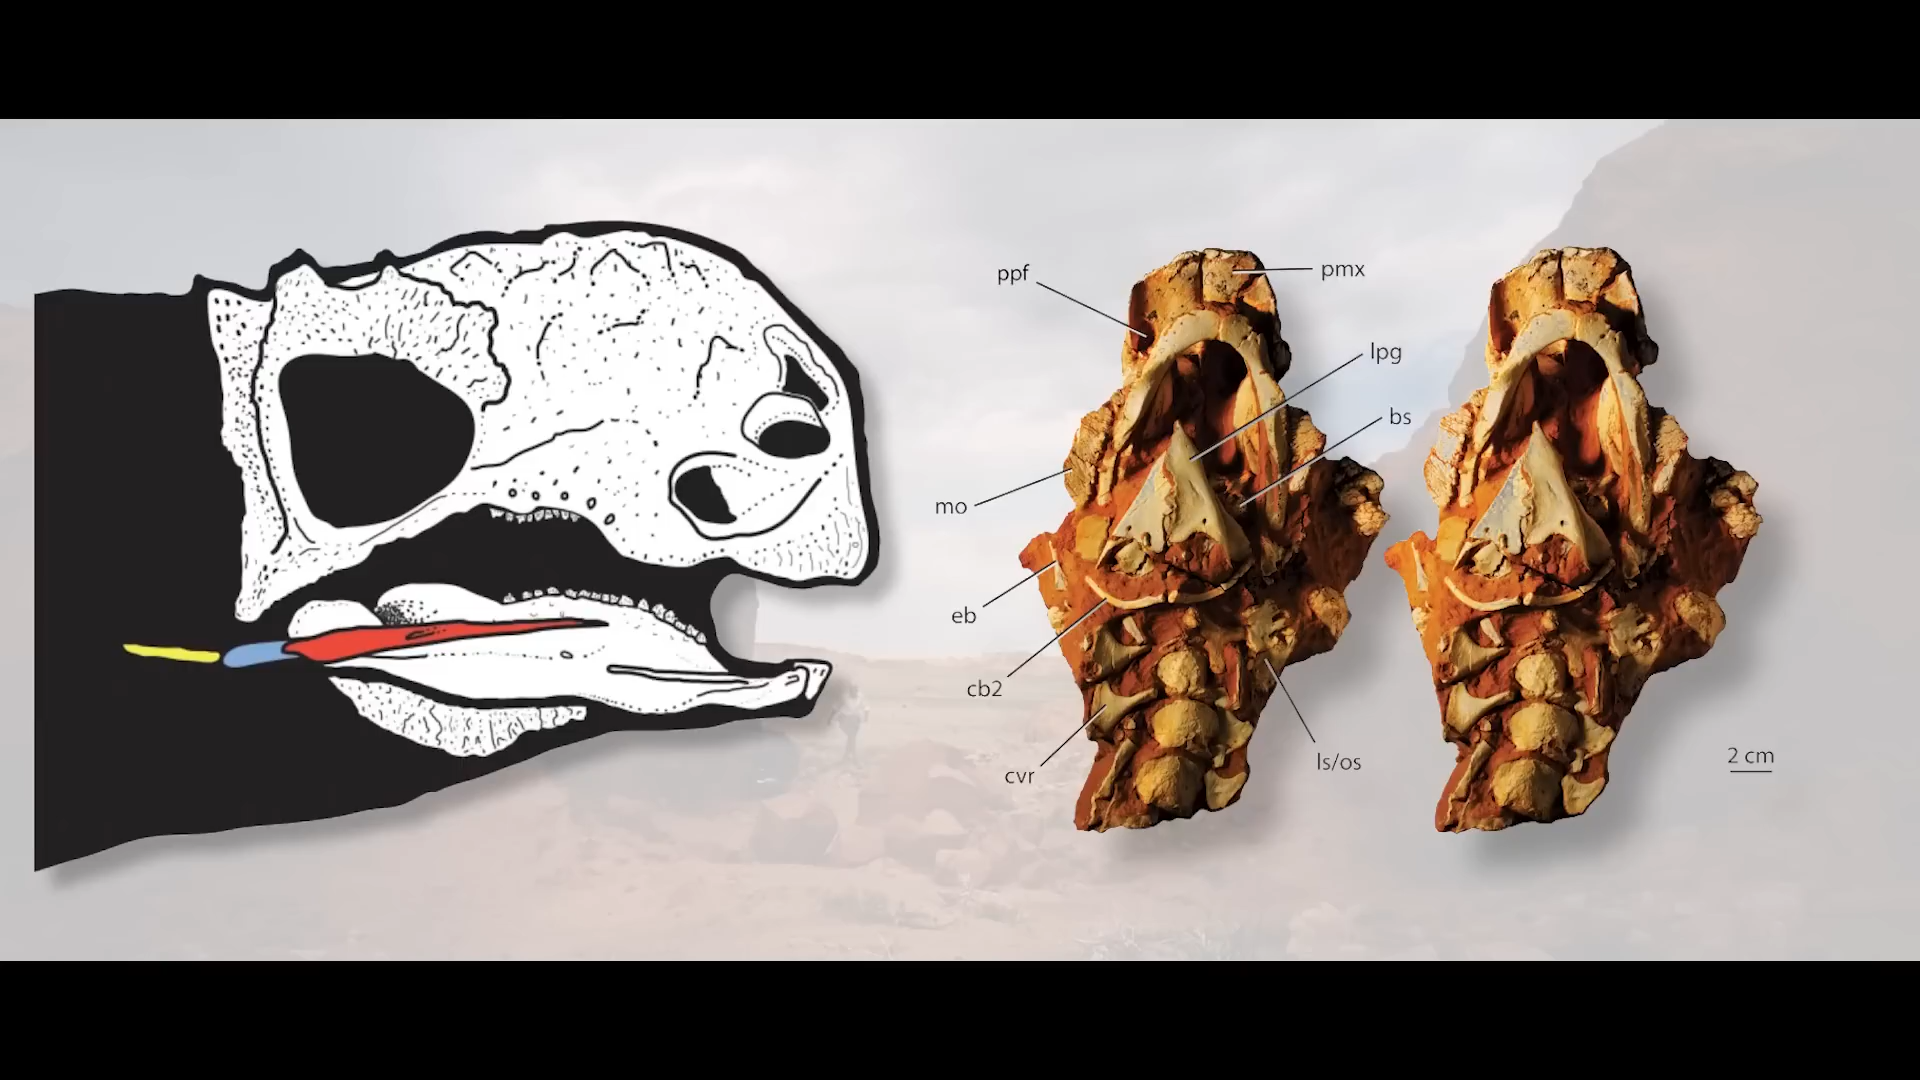 ppf
pmx
lpg
bs
mo
eb
cb2
cvr
ls/os
2 cm